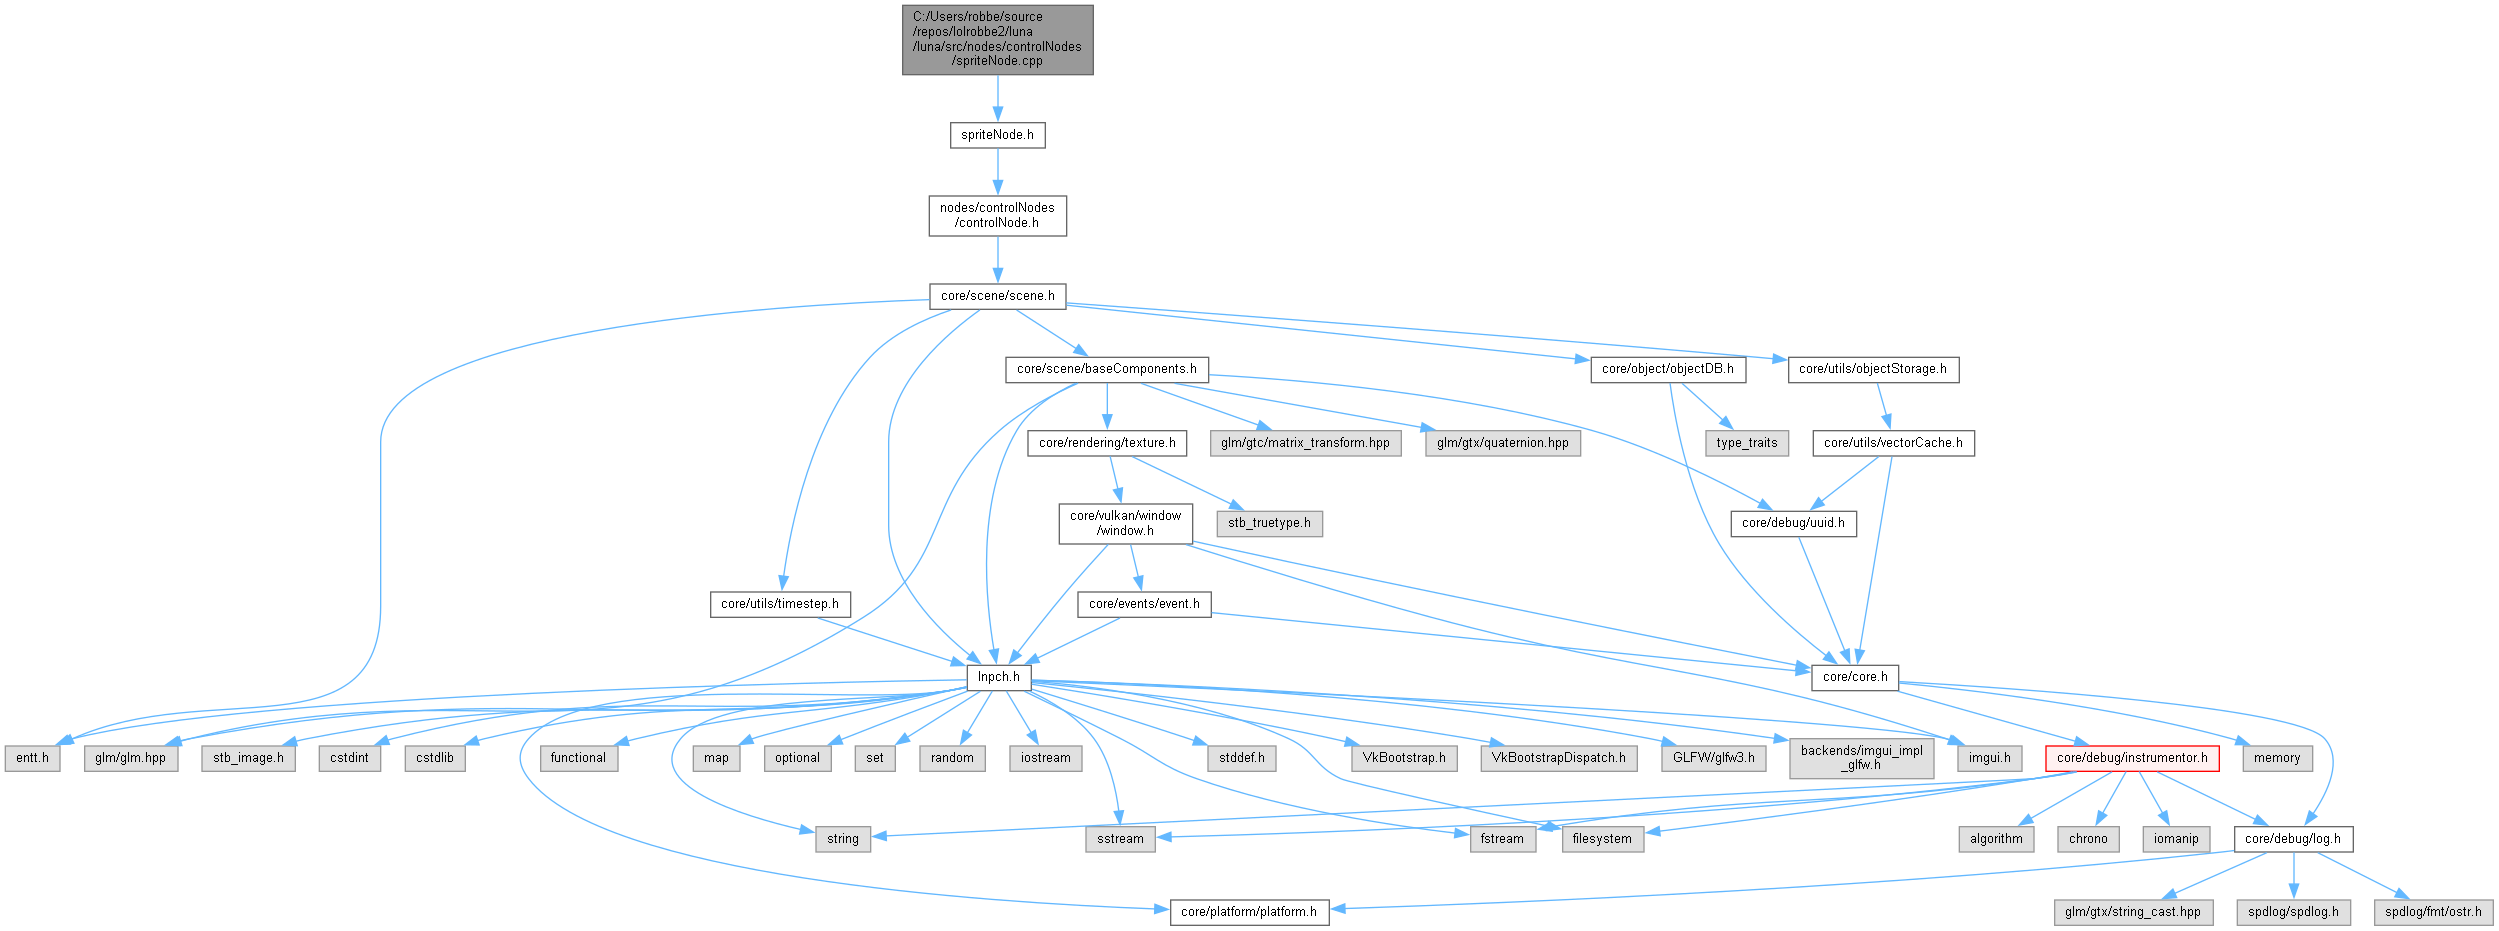 C:/Users/robbe/source
/repos/lolrobbe2/luna
/luna/src/nodes/controlNodes
/spriteNode.cpp
spriteNode.h
nodes/controlNodes
/controlNode.h
core/scene/scene.h
core/scene/baseComponents.h
core/object/objectDB.h
core/utils/objectStorage.h
core/rendering/texture.h
glm/gtc/matrix_transform.hpp
glm/gtx/quaternion.hpp
type_traits
core/utils/vectorCache.h
core/vulkan/window
/window.h
stb_truetype.h
core/debug/uuid.h
core/utils/timestep.h
core/events/event.h
lnpch.h
core/core.h
entt.h
glm/glm.hpp
stb_image.h
cstdint
cstdlib
functional
map
optional
set
random
iostream
stddef.h
VkBootstrap.h
VkBootstrapDispatch.h
GLFW/glfw3.h
backends/imgui_impl
_glfw.h
imgui.h
core/debug/instrumentor.h
memory
string
sstream
fstream
filesystem
algorithm
chrono
iomanip
core/debug/log.h
core/platform/platform.h
glm/gtx/string_cast.hpp
spdlog/spdlog.h
spdlog/fmt/ostr.h